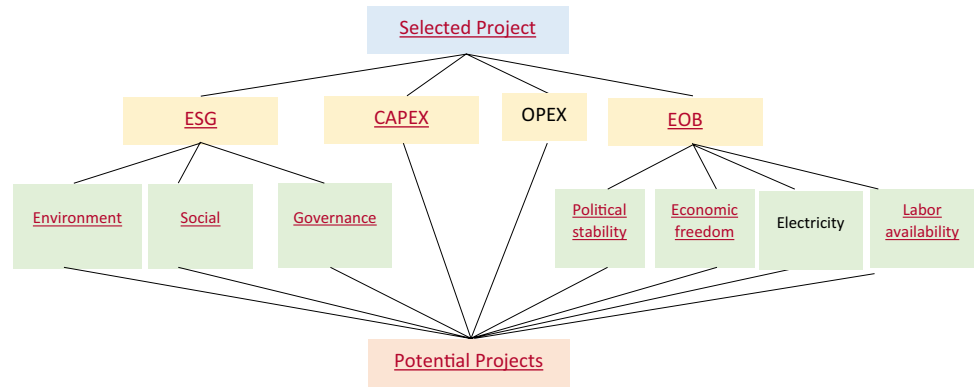 Selected Project
ESG
CAPEX
OPEX
EOB
Environment
Social
Governance
Political
stability
Economic
freedom
Electricity
Labor
availability
Potential Projects